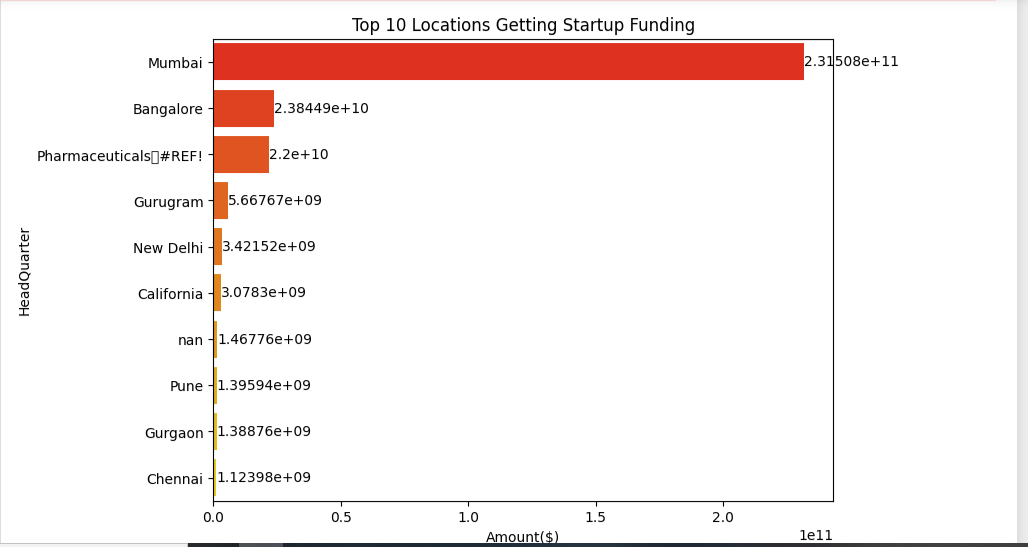 Top 10 Locations Getting Startup Funding
Mumbai 2.31508e+11
Bangalore 2.38449e+10
Pharmaceuticals▯#REF! 2.2e+10
Gurugram 5.66767e+09
New Delhi 3.42152e+09
California 3.0783e+09
nan 1.46776e+09
Pune 1.39594e+09
Gurgaon 1.38876e+09
Chennai 1.12398e+09
HeadQuarter
0.0 0.5 1.0 1.5 2.0
1e11
Amount($)